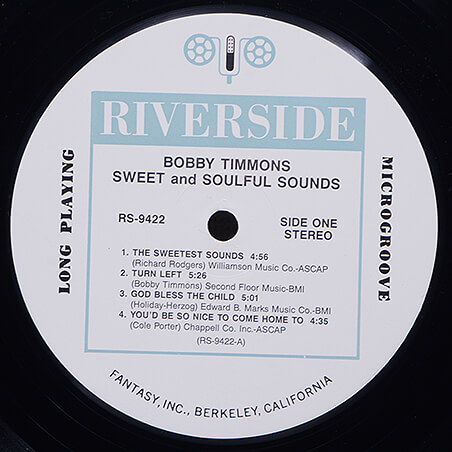 RIVERSIDE
BOBBY TIMMONS
SWEET and SOULFUL SOUNDS
LONG PLAYING
MICROGROOVE
RS-9422
SIDE ONE
STEREO
1. THE SWEETEST SOUNDS 4:56
(Richard Rodgers) Williamson Music Co.-ASCAP
2. TURN LEFT 5:26
(Bobby Timmons) Second Floor Music-BMI
3. GOD BLESS THE CHILD 5:01
(Holiday-Herzog) Edward B. Marks Music Co.-BMI
4. YOU'D BE SO NICE TO COME HOME TO 4:35
(Cole Porter) Chappell Co. Inc.-ASCAP
(RS-9422-A)
FANTASY, INC., BERKELEY, CALIFORNIA